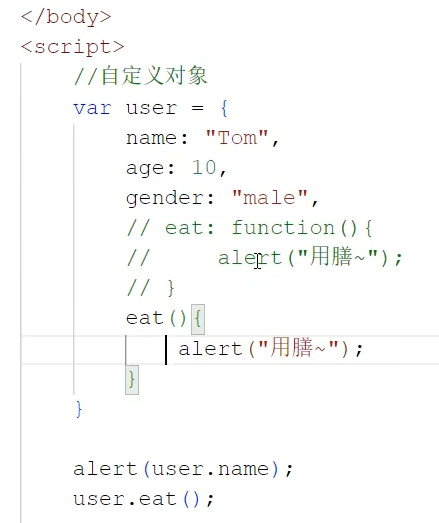 </body>
<script>
//自定义对象
var user = {
name: "Tom",
age: 10,
gender: "male",
// eat: function(){
//     alert("用膳~");
// }
eat(){
alert("用膳~");
}
}
alert(user.name);
user.eat();